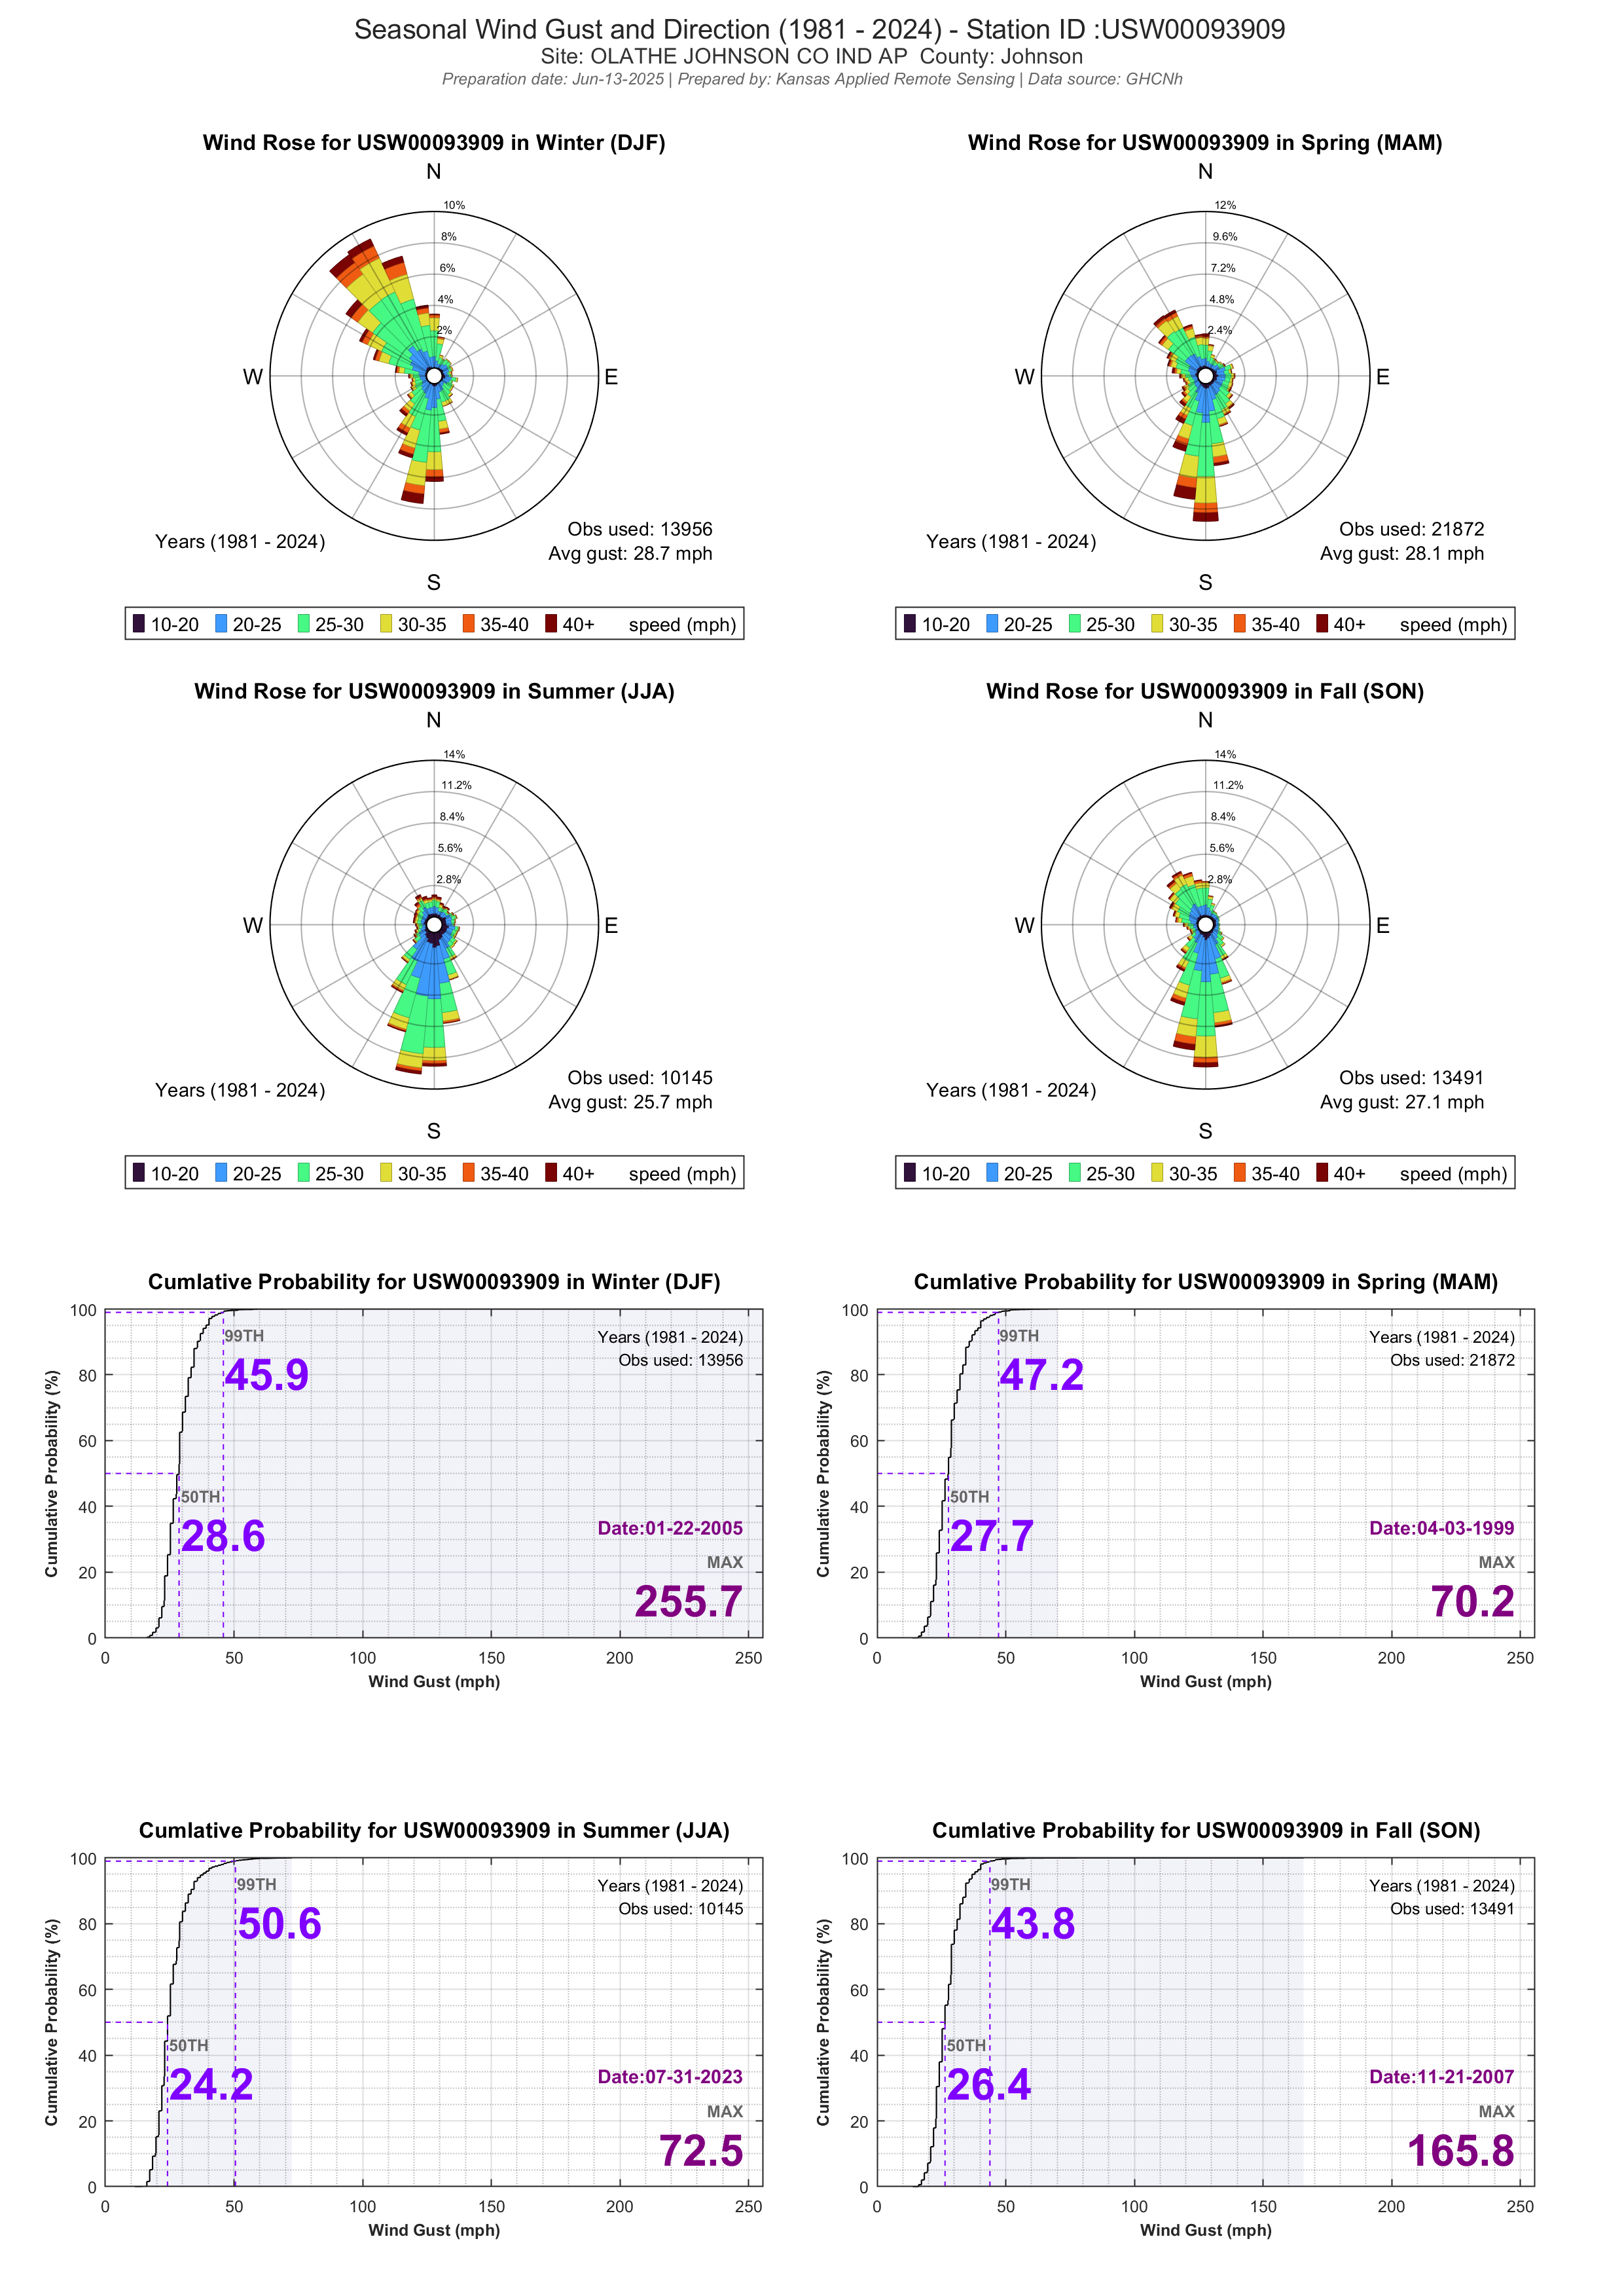 Seasonal Wind Gust and Direction (1981 - 2024) - Station ID :USW00093909
Site: OLATHE JOHNSON CO IND AP  County: Johnson
Preparation date: Jun-13-2025 | Prepared by: Kansas Applied Remote Sensing | Data source: GHCNh
Wind Rose for USW00093909 in Winter (DJF)
N
10%
8%
6%
4%
2%
W
E
Years (1981 - 2024)
Obs used: 13956
Avg gust: 28.7 mph
S
10-20 20-25 25-30 30-35 35-40 40+ speed (mph)
Wind Rose for USW00093909 in Spring (MAM)
N
12%
9.6%
7.2%
4.8%
2.4%
W
E
Years (1981 - 2024)
Obs used: 21872
Avg gust: 28.1 mph
S
10-20 20-25 25-30 30-35 35-40 40+ speed (mph)
Wind Rose for USW00093909 in Summer (JJA)
N
14%
11.2%
8.4%
5.6%
2.8%
W
E
Years (1981 - 2024)
Obs used: 10145
Avg gust: 25.7 mph
S
10-20 20-25 25-30 30-35 35-40 40+ speed (mph)
Wind Rose for USW00093909 in Fall (SON)
N
14%
11.2%
8.4%
5.6%
2.8%
W
E
Years (1981 - 2024)
Obs used: 13491
Avg gust: 27.1 mph
S
10-20 20-25 25-30 30-35 35-40 40+ speed (mph)
Cumlative Probability for USW00093909 in Winter (DJF)
Cumulative Probability (%)
100
80
60
40
20
0
99TH
45.9
Years (1981 - 2024)
Obs used: 13956
50TH
28.6
Date:01-22-2005
MAX
255.7
0 50 100 150 200 250
Wind Gust (mph)
Cumlative Probability for USW00093909 in Spring (MAM)
Cumulative Probability (%)
100
80
60
40
20
0
99TH
47.2
Years (1981 - 2024)
Obs used: 21872
50TH
27.7
Date:04-03-1999
MAX
70.2
0 50 100 150 200 250
Wind Gust (mph)
Cumlative Probability for USW00093909 in Summer (JJA)
Cumulative Probability (%)
100
80
60
40
20
0
99TH
50.6
Years (1981 - 2024)
Obs used: 10145
50TH
24.2
Date:07-31-2023
MAX
72.5
0 50 100 150 200 250
Wind Gust (mph)
Cumlative Probability for USW00093909 in Fall (SON)
Cumulative Probability (%)
100
80
60
40
20
0
99TH
43.8
Years (1981 - 2024)
Obs used: 13491
50TH
26.4
Date:11-21-2007
MAX
165.8
0 50 100 150 200 250
Wind Gust (mph)